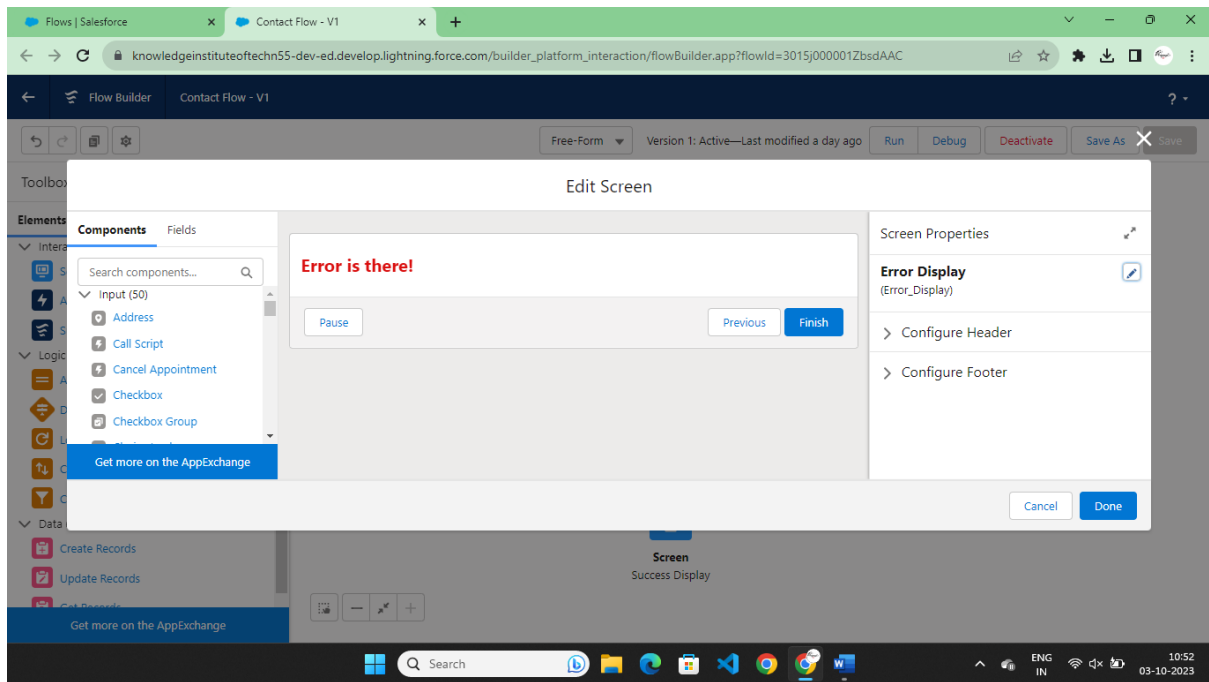 Flows | Salesforce
Contact Flow - V1
knowledgeinstituteoftechn55-dev-ed.develop.lightning.force.com/builder_platform_interaction/flowBuilder.app?flowId=3015j000001ZbsdAAC
Flow Builder Contact Flow - V1 ?
Free-Form Version 1: Active—Last modified a day ago Run Debug Deactivate Save As Save
Edit Screen
Elements
Components Fields
Search components...
Input (50)
Address
Call Script
Cancel Appointment
Checkbox
Checkbox Group
Get more on the AppExchange
Error is there!
Pause Previous Finish
Screen Properties
Error Display
(Error_Display)
Configure Header
Configure Footer
Cancel Done
Data
Create Records
Update Records
Get Records
Get more on the AppExchange
Screen
Success Display
Search
ENG
IN
10:52
03-10-2023